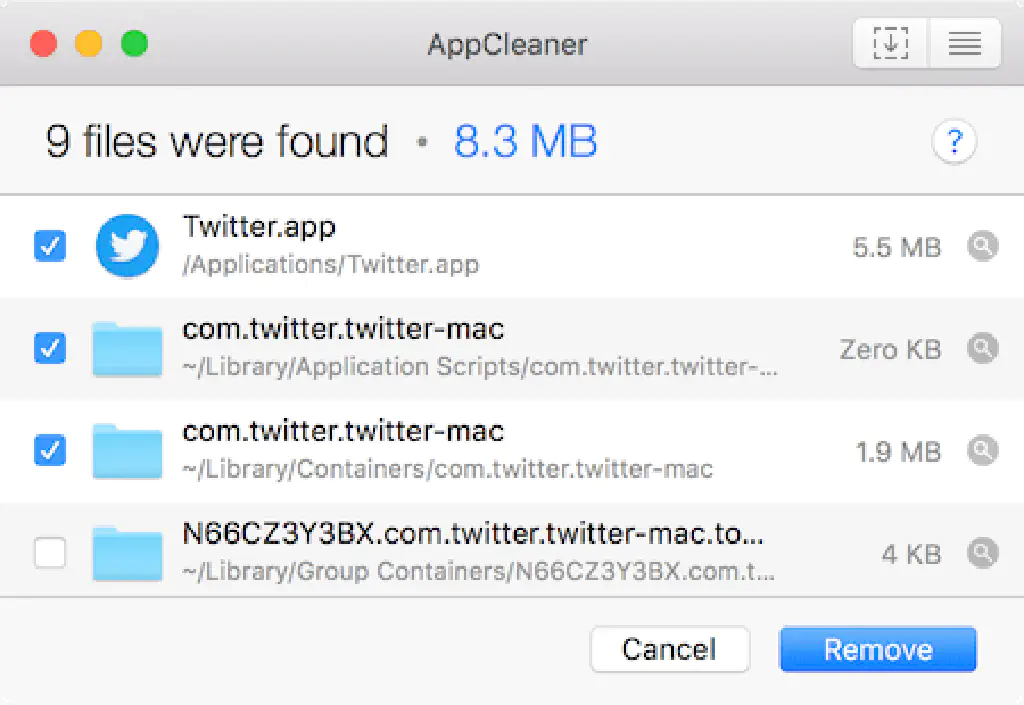 AppCleaner
9 files were found • 8.3 MB
?
Twitter.app
/Applications/Twitter.app
5.5 MB
com.twitter.twitter-mac
~/Library/Application Scripts/com.twitter.twitter-...
Zero KB
com.twitter.twitter-mac
~/Library/Containers/com.twitter.twitter-mac
1.9 MB
N66CZ3Y3BX.com.twitter.twitter-mac.to...
~/Library/Group Containers/N66CZ3Y3BX.com.t...
4 KB
Cancel
Remove